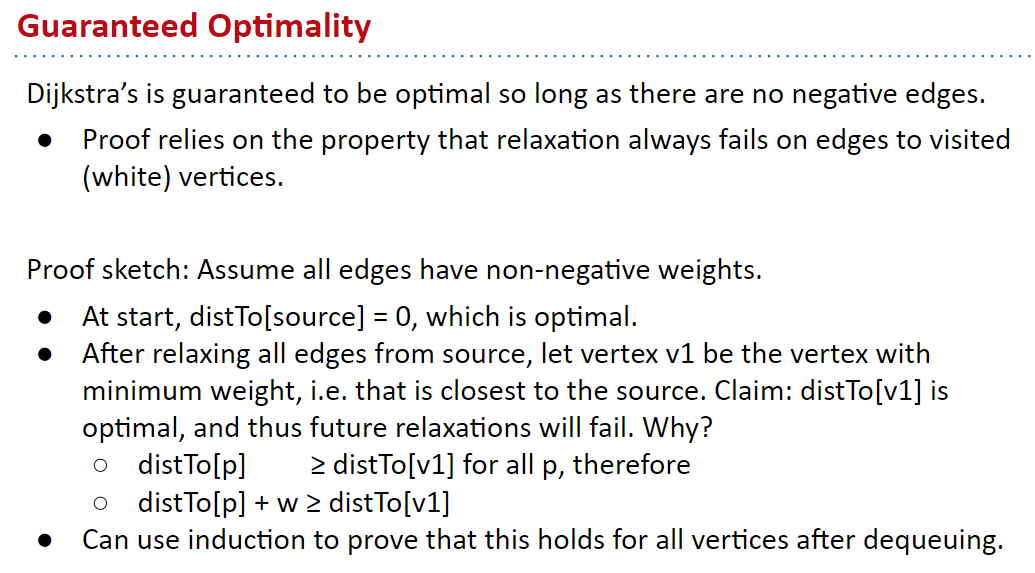 Guaranteed Optimality
Dijkstra’s is guaranteed to be optimal so long as there are no negative edges.
● Proof relies on the property that relaxation always fails on edges to visited
(white) vertices.
Proof sketch: Assume all edges have non-negative weights.
● At start, distTo[source] = 0, which is optimal.
● After relaxing all edges from source, let vertex v1 be the vertex with
minimum weight, i.e. that is closest to the source. Claim: distTo[v1] is
optimal, and thus future relaxations will fail. Why?
○ distTo[p] ≥ distTo[v1] for all p, therefore
○ distTo[p] + w ≥ distTo[v1]
● Can use induction to prove that this holds for all vertices after dequeuing.